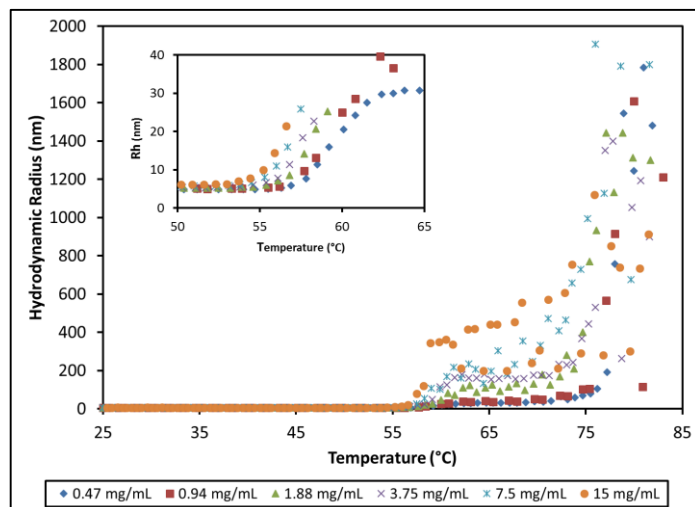 2000
1800
1600
1400
1200
1000
800
600
400
200
0
Hydrodynamic Radius (nm)
40
30
20
10
0
Rh (nm)
50 55 60 65
Temperature (°C)
25 35 45 55 65 75 85
Temperature (°C)
0.47 mg/mL 0.94 mg/mL 1.88 mg/mL 3.75 mg/mL 7.5 mg/mL 15 mg/mL